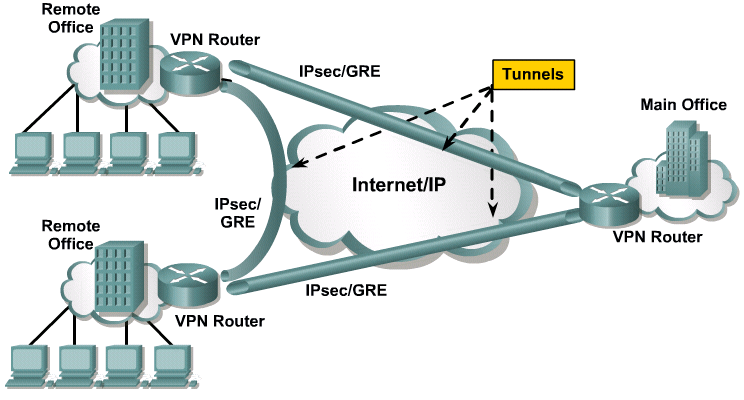 Remote
Office
VPN Router
IPsec/GRE
Tunnels
Main Office
Internet/IP
IPsec/
GRE
VPN Router
Remote
Office
IPsec/GRE
VPN Router